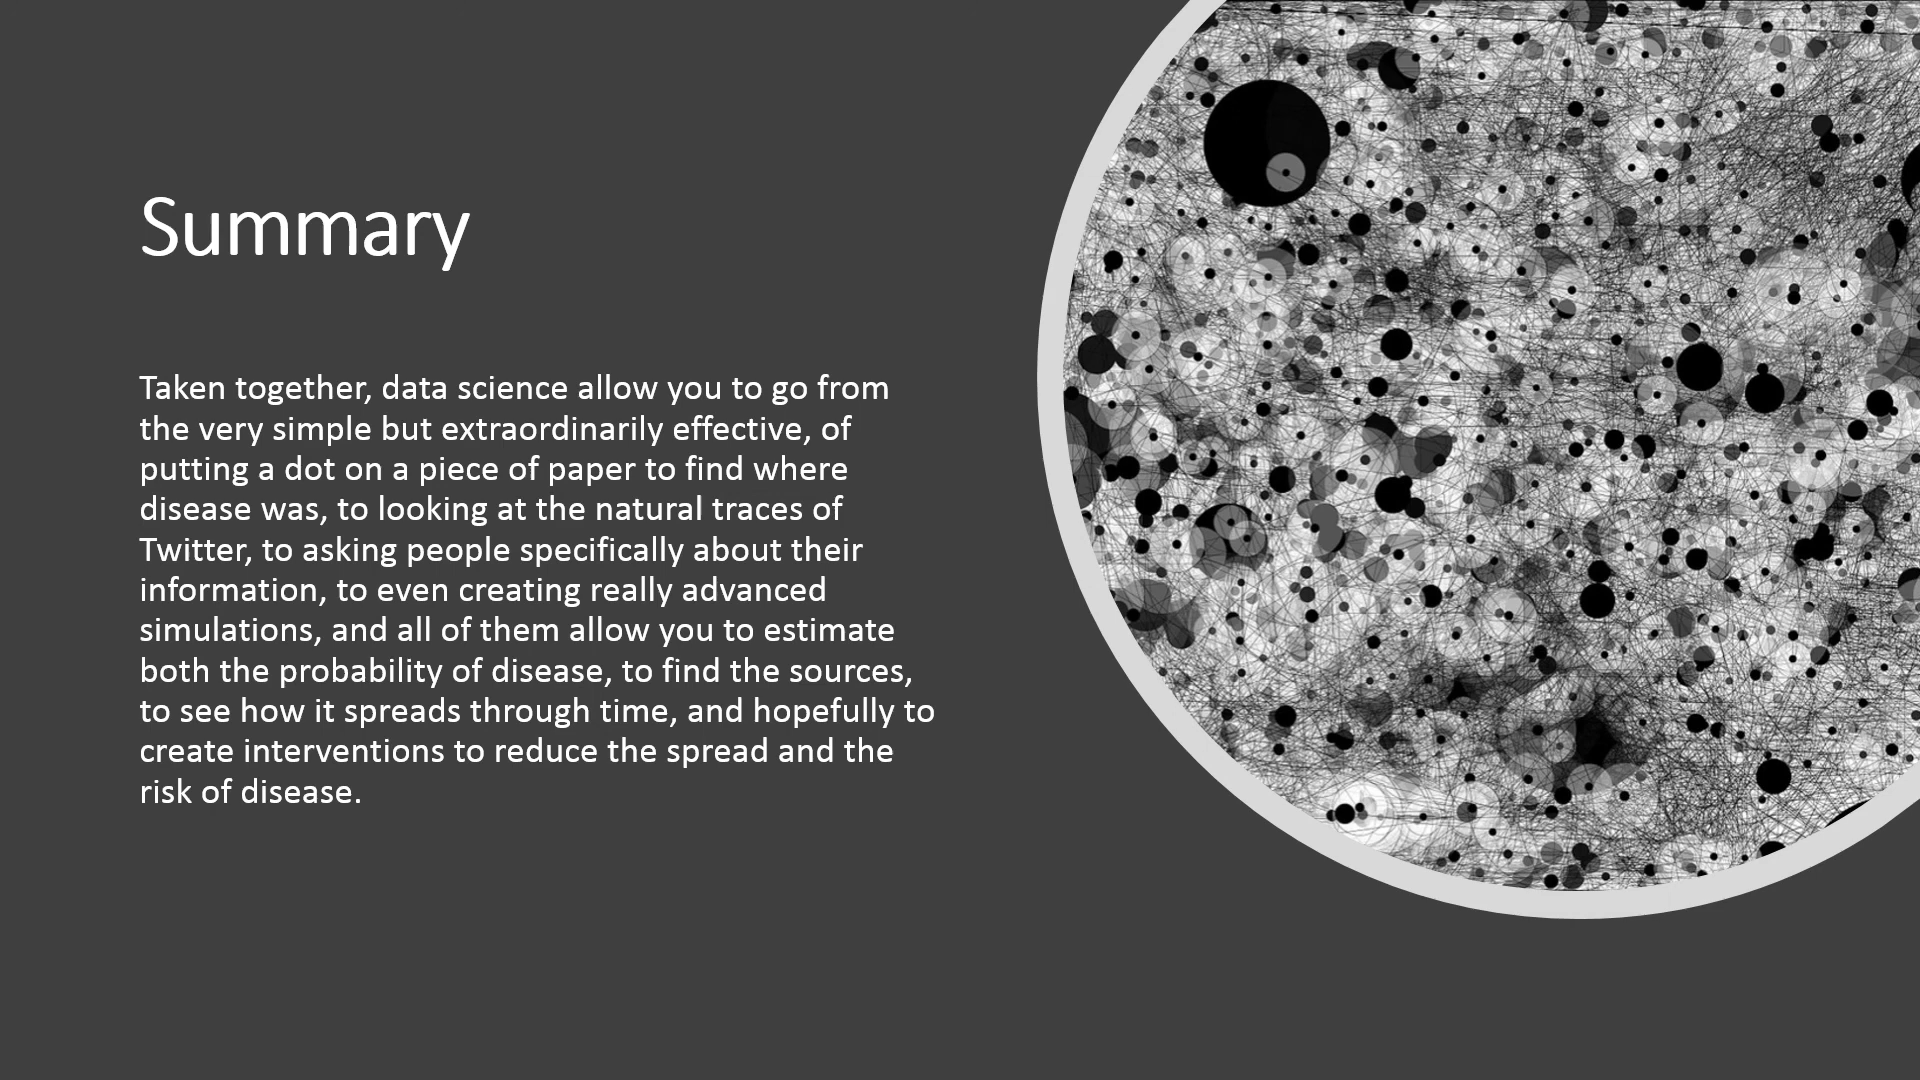 Summary
Taken together, data science allow you to go from
the very simple but extraordinarily effective, of
putting a dot on a piece of paper to find where
disease was, to looking at the natural traces of
Twitter, to asking people specifically about their
information, to even creating really advanced
simulations, and all of them allow you to estimate
both the probability of disease, to find the sources,
to see how it spreads through time, and hopefully to
create interventions to reduce the spread and the
risk of disease.